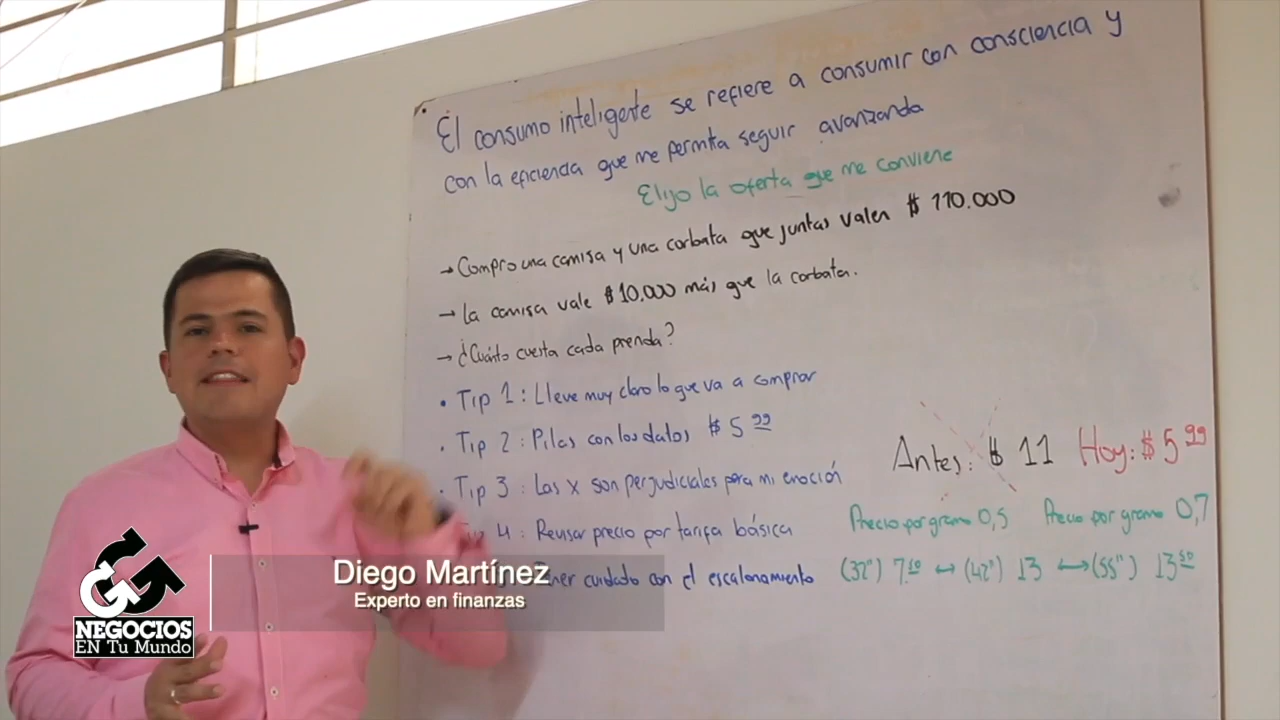 El consumo inteligente se refiere a consumir con consciencia y
con la eficiencia que me permita seguir avanzando
Elijo la oferta que me conviene
→ Compro una camisa y una corbata que juntas valen $ 110.000
→ La camisa vale $10.000 más que la corbata.
→ ¿Cuánto cuesta cada prenda?
• Tip 1: Lleve muy claro lo que va a comprar
• Tip 2: Pilas con los datos $ 5 99
Antes: $ 11 Hoy: $ 5 99
• Tip 3: Las x son perjudiciales para mi emoción
4: Revisar precio por tarifa básica
Precio por gramo 0,5 Precio por gramo 0,7
cuidado con el escalonamiento
(32") 7.50 ↔ (42") 13 ↔ (55") 13 50
Diego Martínez
Experto en finanzas
NEGOCIOS
EN Tu Mundo